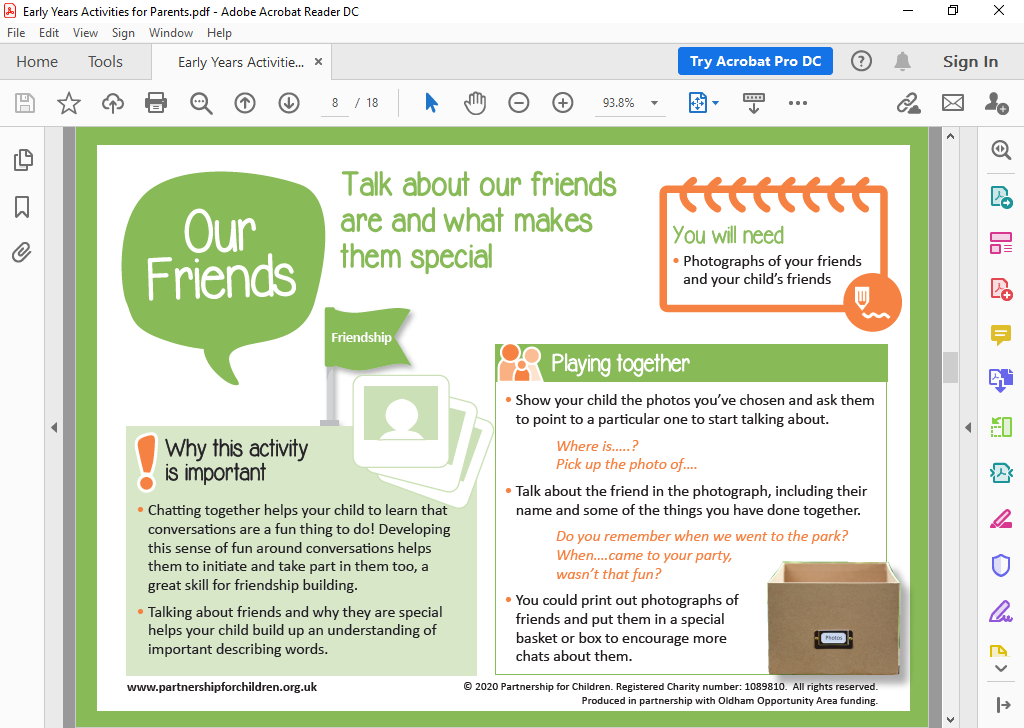 Early Years Activities for Parents.pdf - Adobe Acrobat Reader DC
File Edit View Sign Window Help
Home Tools Early Years Activitie... × Try Acrobat Pro DC Sign In
8 / 18 93.8%
Our
Friends
Talk about our friends
are and what makes
them special
You will need
• Photographs of your friends
and your child's friends
Friendship
Why this activity
is important
• Chatting together helps your child to learn that
conversations are a fun thing to do! Developing
this sense of fun around conversations helps
them to initiate and take part in them too, a
great skill for friendship building.
• Talking about friends and why they are special
helps your child build up an understanding of
important describing words.
Playing together
• Show your child the photos you've chosen and ask them
to point to a particular one to start talking about.
Where is.....?
Pick up the photo of....
• Talk about the friend in the photograph, including their
name and some of the things you have done together.
Do you remember when we went to the park?
When....came to your party,
wasn't that fun?
• You could print out photographs of
friends and put them in a special
basket or box to encourage more
chats about them.
Photos
www.partnershipforchildren.org.uk
© 2020 Partnership for Children. Registered Charity number: 1089810. All rights reserved.
Produced in partnership with Oldham Opportunity Area funding.